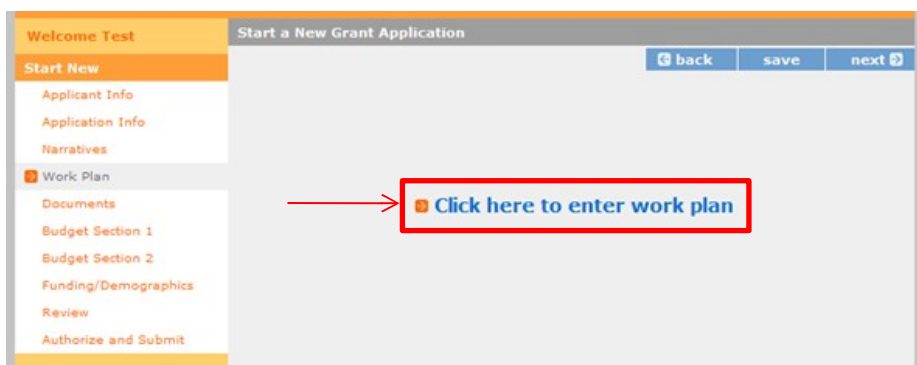 Welcome Test
Start a New Grant Application
Start New
back
save
next
Applicant Info
Application Info
Narratives
Work Plan
Documents
Budget Section 1
Budget Section 2
Funding/Demographics
Review
Authorize and Submit
Click here to enter work plan